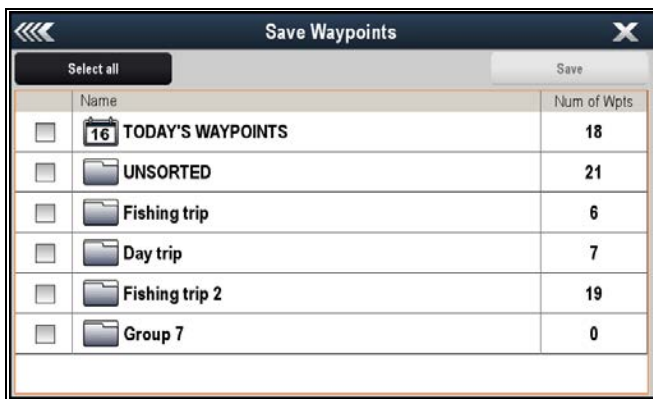 Save Waypoints
Select all Save
Name Num of Wpts
16 TODAY'S WAYPOINTS 18
UNSORTED 21
Fishing trip 6
Day trip 7
Fishing trip 2 19
Group 7 0